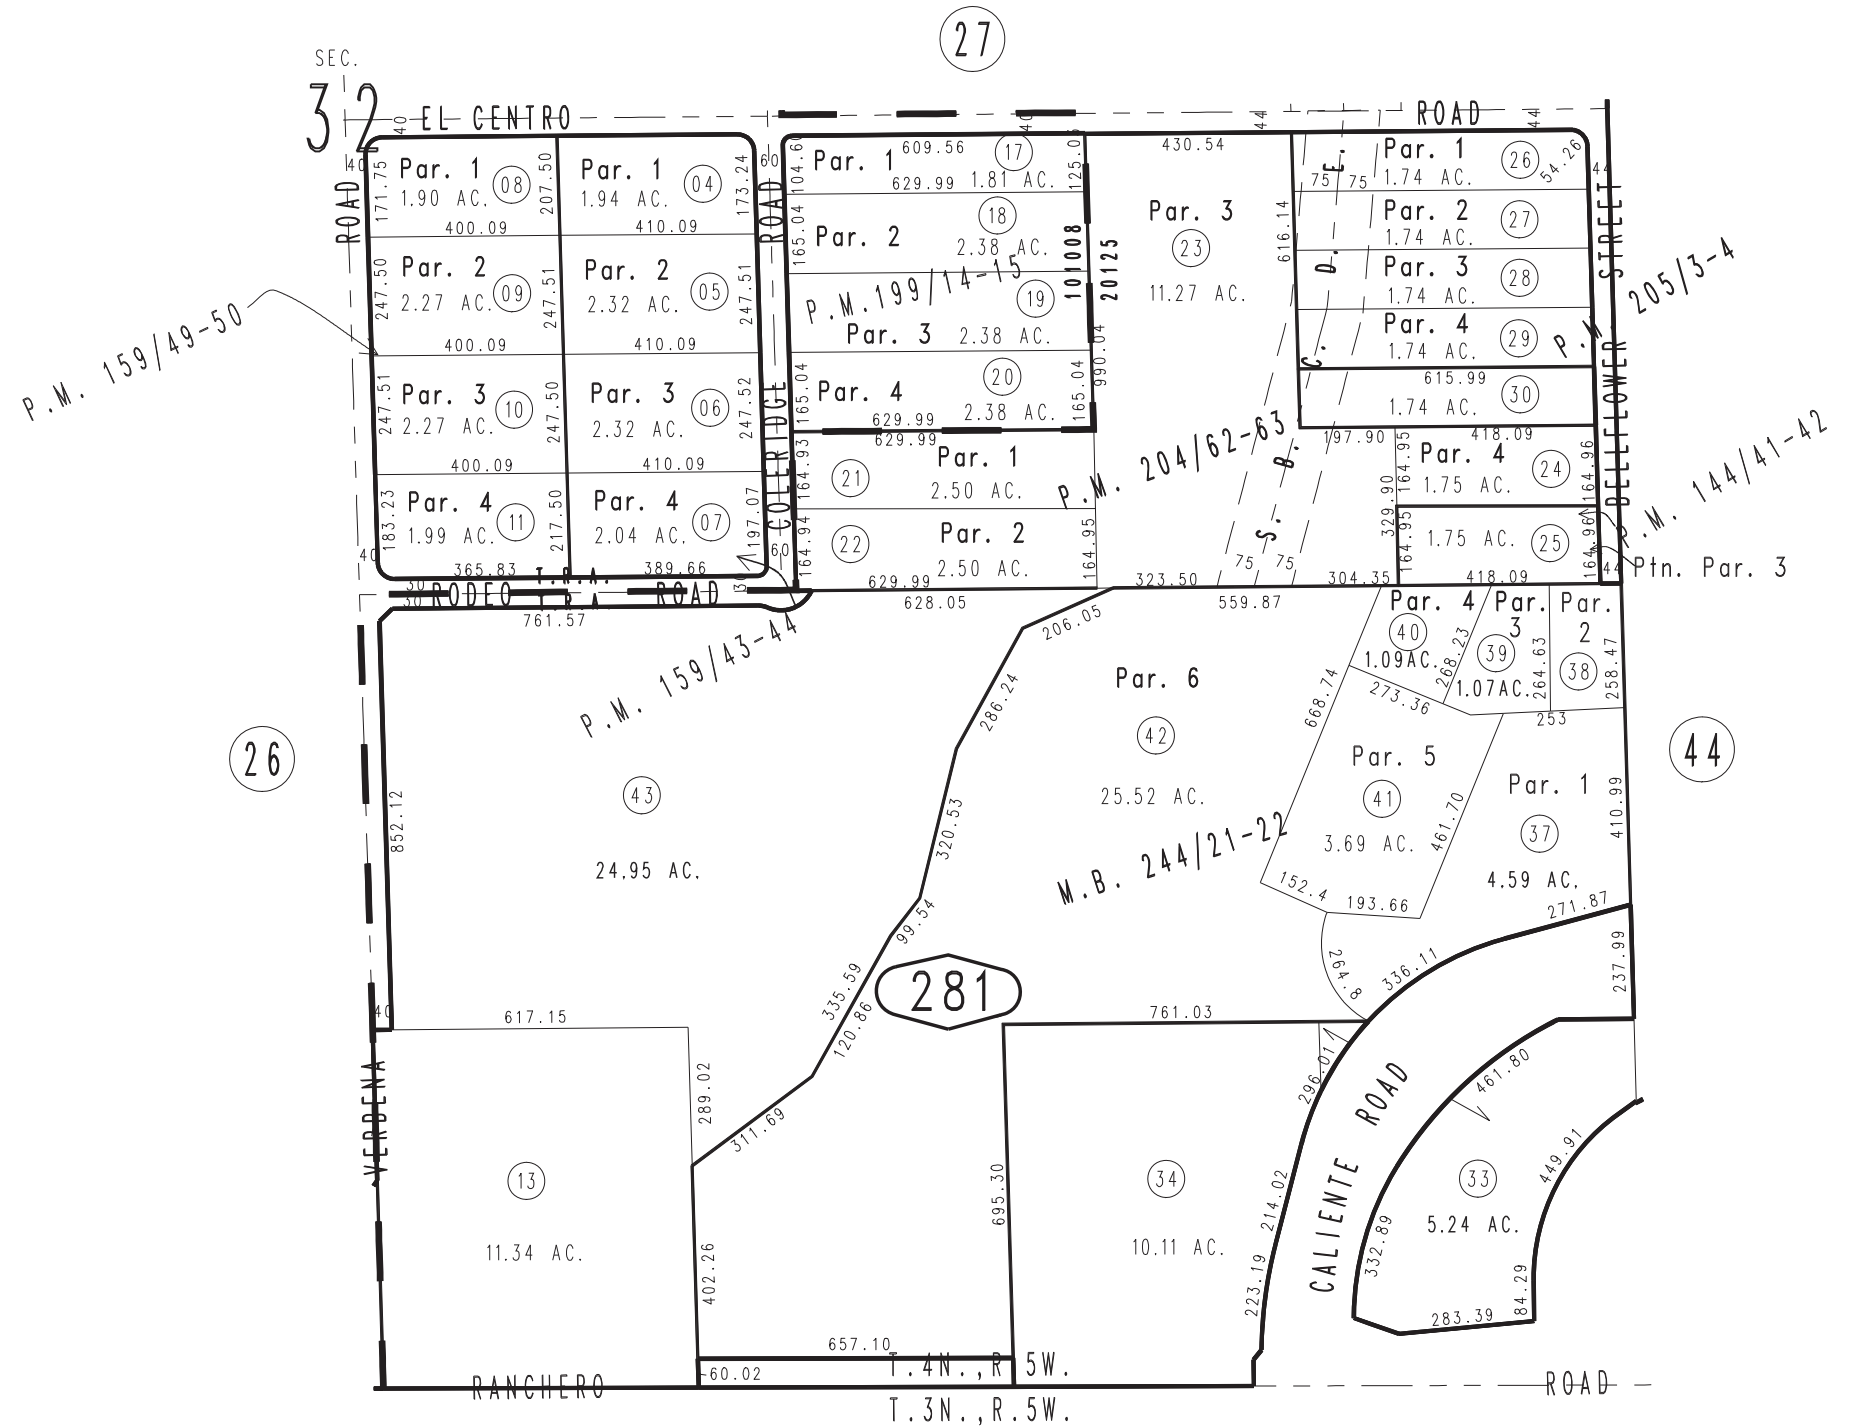 27
SEC.
32
EL CENTRO
ROAD
40
40
44
44
40
60
44
ROAD
ROAD
STREET
Par. 1
08
1.90 AC.
171.75
207.50
400.09
Par. 1
04
1.94 AC.
173.24
410.09
Par. 2
09
2.27 AC.
247.50
247.51
400.09
Par. 2
05
2.32 AC.
247.51
410.09
Par. 3
10
2.27 AC.
247.51
247.50
400.09
Par. 3
06
2.32 AC.
247.52
410.09
Par. 4
11
1.99 AC.
183.23
217.50
365.83
Par. 4
07
2.04 AC.
197.07
389.66
P.M. 159/49-50
COLERIDGE
609.56
17
Par. 1
104.60
629.99
1.81 AC.
18
Par. 2
165.04
2.38 AC.
P.M. 199/14-15
19
Par. 3
2.38 AC.
20
Par. 4
165.04
165.04
629.99
2.38 AC.
629.99
101008
20125
990.04
21
164.93
Par. 1
2.50 AC.
22
164.94
Par. 2
2.50 AC.
164.95
629.99
430.54
Par. 3
23
11.27 AC.
616.14
P.M. 204/62-63
S. B. C. D. E.
75
75
75
75
Par. 1
26
1.74 AC.
54.26
Par. 2
27
1.74 AC.
Par. 3
28
1.74 AC.
Par. 4
29
1.74 AC.
615.99
30
1.74 AC.
P.M. 205/3-4
BELLFLOWER
197.90
418.09
Par. 4
24
1.75 AC.
164.95
164.96
329.90
25
1.75 AC.
164.95
164.96
P.M. 144/41-42
Ptn. Par. 3
40
60
44
323.50
304.35
418.09
30
30
30
RODEO
ROAD
T.R.A.
T.R.A
761.57
628.05
559.87
206.05
P.M. 159/43-44
26
43
24.95 AC.
852.12
286.24
320.53
99.54
335.59
120.86
311.69
617.15
40
289.02
281
Par. 6
42
25.52 AC.
M.B. 244/21-22
668.74
Par. 4
40
1.09AC.
268.23
273.36
Par.
3
39
1.07AC.
264.63
Par.
2
38
258.47
253
Par. 5
41
3.69 AC.
461.70
152.4
193.66
264.8
Par. 1
37
4.59 AC.
410.99
271.87
336.11
237.99
44
761.03
34
10.11 AC.
695.30
296.01
214.02
223.19
CALIENTE ROAD
461.80
449.91
33
5.24 AC.
332.89
84.29
283.39
VERDENA
13
11.34 AC.
402.26
657.10
60.02
T.4N.,R.5W.
RANCHERO
ROAD
T.3N.,R.5W.